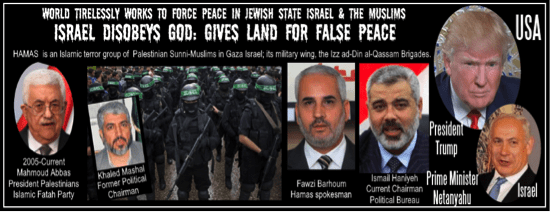 WORLD TIRELESSLY WORKS TO FORCE PEACE IN JEWISH STATE ISRAEL & THE MUSLIMS
ISRAEL DISOBEYS GOD: GIVES LAND FOR FALSE PEACE
HAMAS is an Islamic terror group of Palestinian Sunni-Muslims in Gaza Israel; its military wing, the Izz ad-Din al-Qassam Brigades.
USA
2005-Current
Mahmoud Abbas
President Palestinians
Islamic Fatah Party
Khaled Mashal
Former Political
Chairman
Fawzi Barhoum
Hamas spokesman
Ismail Haniyeh
Current Chairman
Political Bureau
President
Trump
Prime Minister
Netanyahu
Israel